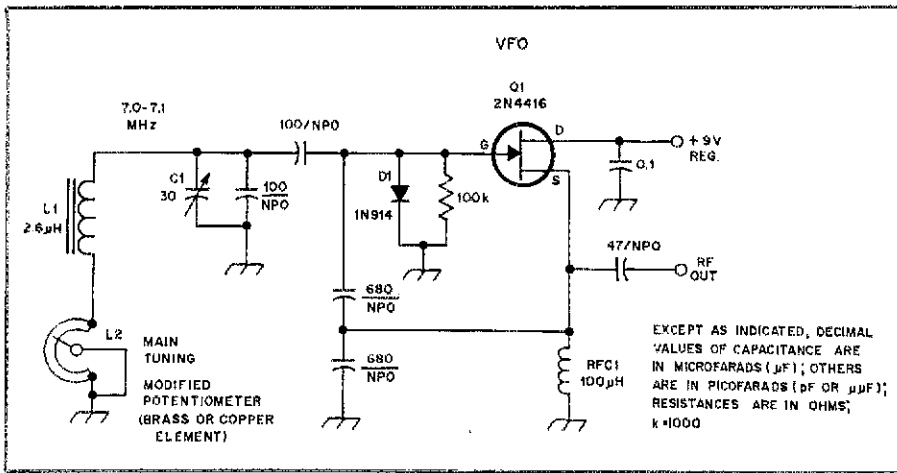 VFO
Q1
2N4416
7.0-7.1
MHz
100/NPO
G
D
S
+9V
REG.
0.1
C1
30
100
NPO
D1
1N914
100k
L1
2.6µH
47/NPO
RF
OUT
680
NPO
680
NPO
L2
MAIN
TUNING
MODIFIED
POTENTIOMETER
(BRASS OR COPPER
ELEMENT)
RFC1
100µH
EXCEPT AS INDICATED, DECIMAL
VALUES OF CAPACITANCE ARE
IN MICROFARADS (µF); OTHERS
ARE IN PICOFARADS (pF OR µµF);
RESISTANCES ARE IN OHMS;
k=1000